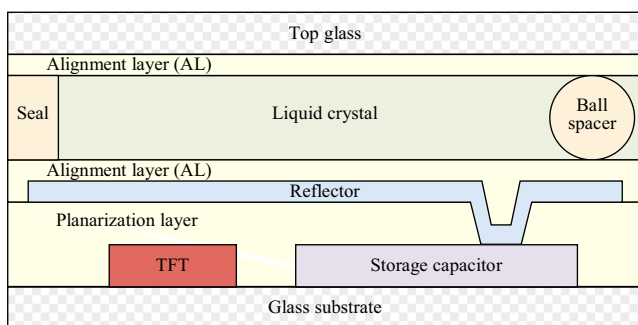 Top glass
Alignment layer (AL)
Seal
Liquid crystal
Ball
spacer
Alignment layer (AL)
Reflector
Planarization layer
TFT
Storage capacitor
Glass substrate